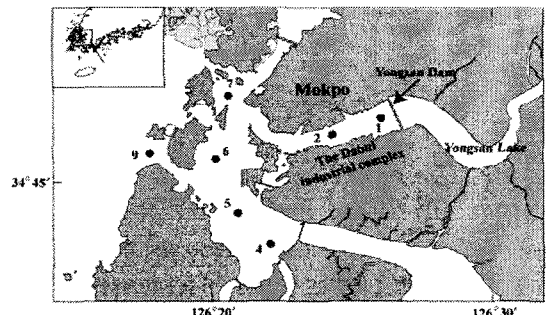 7
Mokpo
Yongsan Dam
1
2
Yongsan Lake
9
6
The Daebul
industrial complex
34 45'
5
4
126 20'
126 30'